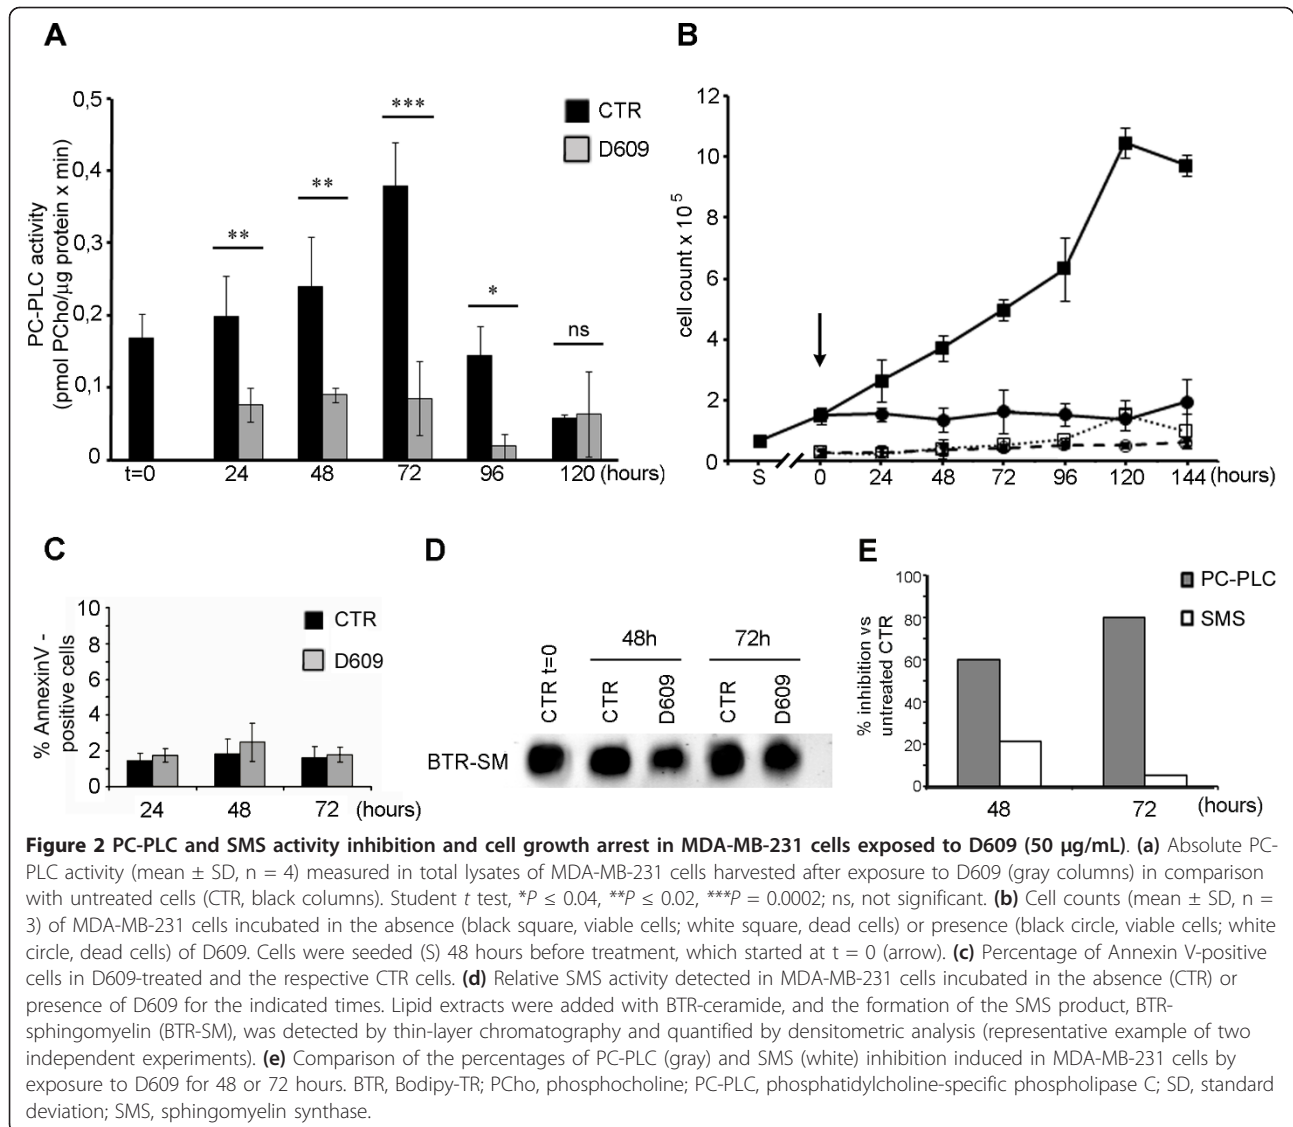 A
PC-PLC activity
(pmol PCho/µg protein x min)
0,5
0,4
0,3
0,2
0,1
0
**
**
***
*
ns
CTR
D609
t=0 24 48 72 96 120 (hours)
B
cell count x 10 5
12
10
8
6
4
2
0
S 0 24 48 72 96 120 144 (hours)
C
% AnnexinV -
positive cells
10
8
6
4
2
0
CTR
D609
24 48 72 (hours)
D
CTR t=0
48h 72h
CTR D609 CTR D609
BTR-SM
E
% inhibition vs
untreated CTR
100
80
60
40
20
0
PC-PLC
SMS
48 72 (hours)
Figure 2 PC-PLC and SMS activity inhibition and cell growth arrest in MDA-MB-231 cells exposed to D609 (50 µg/mL). (a) Absolute PC-
PLC activity (mean ± SD, n = 4) measured in total lysates of MDA-MB-231 cells harvested after exposure to D609 (gray columns) in comparison
with untreated cells (CTR, black columns). Student t test, *P ≤ 0.04, **P ≤ 0.02, ***P = 0.0002; ns, not significant. (b) Cell counts (mean ± SD, n =
3) of MDA-MB-231 cells incubated in the absence (black square, viable cells; white square, dead cells) or presence (black circle, viable cells; white
circle, dead cells) of D609. Cells were seeded (S) 48 hours before treatment, which started at t = 0 (arrow). (c) Percentage of Annexin V-positive
cells in D609-treated and the respective CTR cells. (d) Relative SMS activity detected in MDA-MB-231 cells incubated in the absence (CTR) or
presence of D609 for the indicated times. Lipid extracts were added with BTR-ceramide, and the formation of the SMS product, BTR-
sphingomyelin (BTR-SM), was detected by thin-layer chromatography and quantified by densitometric analysis (representative example of two
independent experiments). (e) Comparison of the percentages of PC-PLC (gray) and SMS (white) inhibition induced in MDA-MB-231 cells by
exposure to D609 for 48 or 72 hours. BTR, Bodipy-TR; PCho, phosphocholine; PC-PLC, phosphatidylcholine-specific phospholipase C; SD, standard
deviation; SMS, sphingomyelin synthase.